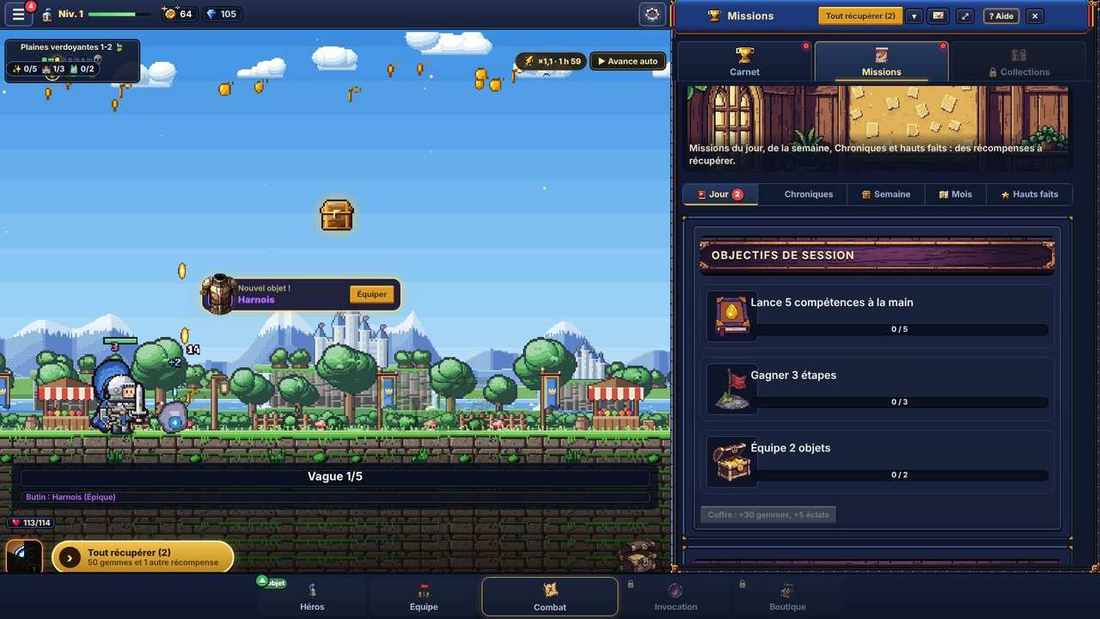 4
Niv. 1
64
105
Plaines verdoyantes 1-2
0/5 1/3 0/2
×1,1 · 1 h 59
Avance auto
Nouvel objet !
Harnois
Équiper
3
14
+2
Vague 1/5
Butin : Harnois (Épique)
113/114
Tout récupérer (2)
50 gemmes et 1 autre récompense
Missions
Tout récupérer (2)
? Aide
Carnet
Missions
Collections
Missions du jour, de la semaine, Chroniques et hauts faits : des récompenses à
récupérer.
Jour 2
Chroniques
Semaine
Mois
Hauts faits
OBJECTIFS DE SESSION
Lance 5 compétences à la main
0 / 5
Gagner 3 étapes
0 / 3
Équipe 2 objets
0 / 2
Coffre : +30 gemmes, +5 éclats
objet
Héros
Équipe
Combat
Invocation
Boutique